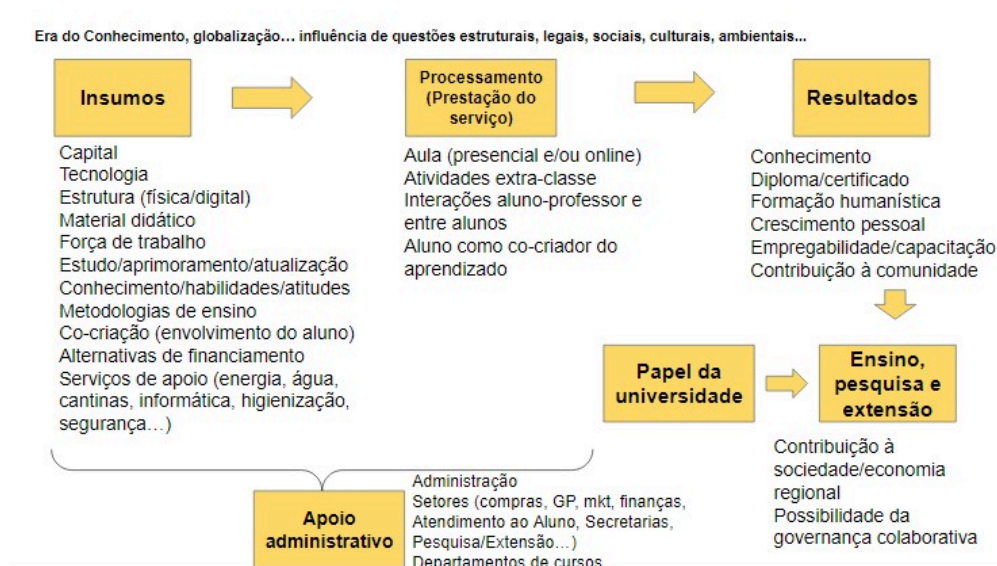 Era do Conhecimento, globalização... influência de questões estruturais, legais, sociais, culturais, ambientais...
Insumos
Capital
Tecnologia
Estrutura (física/digital)
Material didático
Força de trabalho
Estudo/aprimoramento/atualização
Conhecimento/habilidades/atitudes
Metodologias de ensino
Co-criação (envolvimento do aluno)
Alternativas de financiamento
Serviços de apoio (energia, água,
cantinas, informática, higienização,
segurança...)
Processamento
(Prestação do
serviço)
Aula (presencial e/ou online)
Atividades extra-classe
Interações aluno-professor e
entre alunos
Aluno como co-criador do
aprendizado
Resultados
Conhecimento
Diploma/certificado
Formação humanística
Crescimento pessoal
Empregabilidade/capacitação
Contribuição à comunidade
Papel da
universidade
Ensino,
pesquisa e
extensão
Contribuição à
sociedade/economia
regional
Possibilidade da
governança colaborativa
Apoio
administrativo
Administração
Setores (compras, GP, mkt, finanças,
Atendimento ao Aluno, Secretarias,
Pesquisa/Extensão...)
Departamentos de cursos